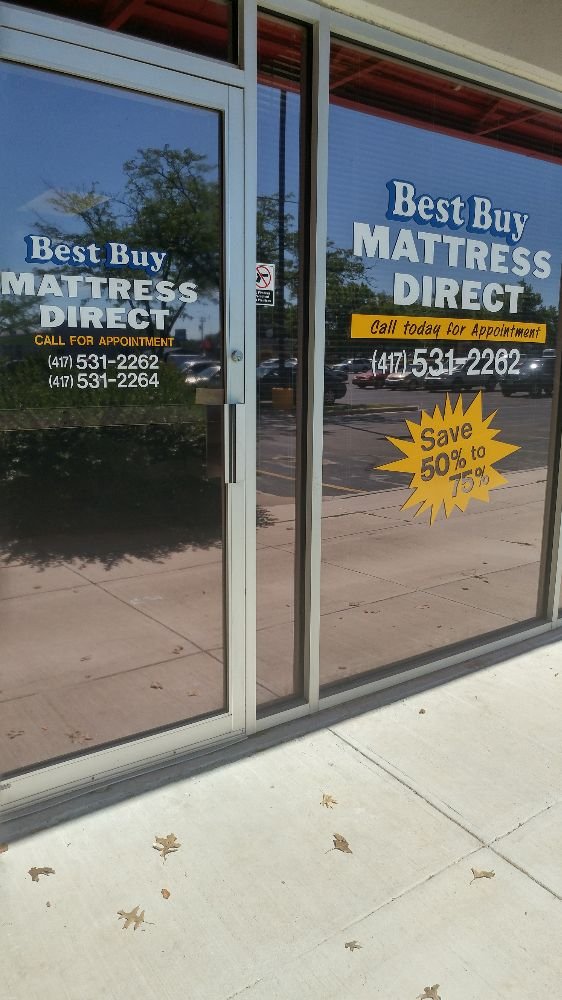 Best Buy
MATTRESS
DIRECT
CALL FOR APPOINTMENT
(417) 531-2262
(417) 531-2264
Best Buy
MATTRESS
DIRECT
Call today for Appointment
(417) 531-2262
Save
50% to
75%